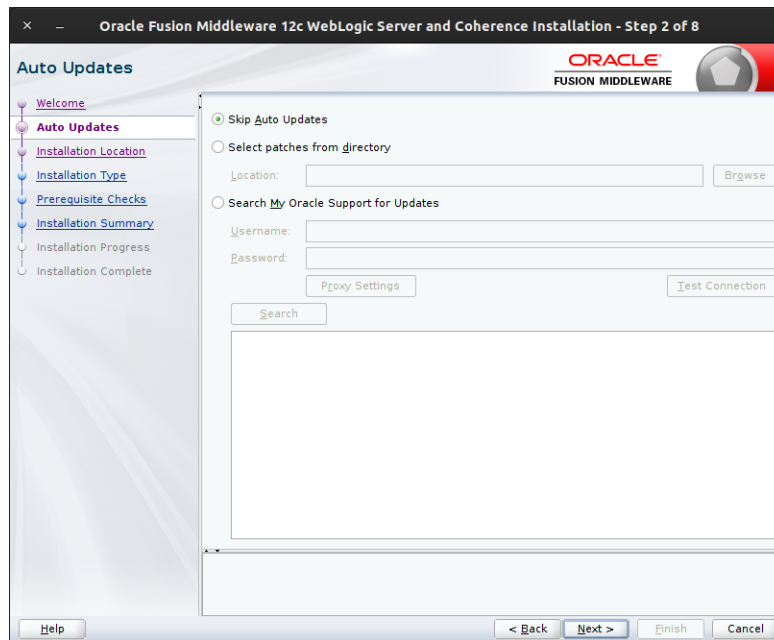 Oracle Fusion Middleware 12c WebLogic Server and Coherence Installation - Step 2 of 8
Auto Updates
ORACLE
FUSION MIDDLEWARE
Welcome
Auto Updates
Installation Location
Installation Type
Prerequisite Checks
Installation Summary
Installation Progress
Installation Complete
Skip Auto Updates
Select patches from directory
Location:
Browse
Search My Oracle Support for Updates
Username:
Password:
Proxy Settings
Test Connection
Search
Help
< Back
Next >
Finish
Cancel